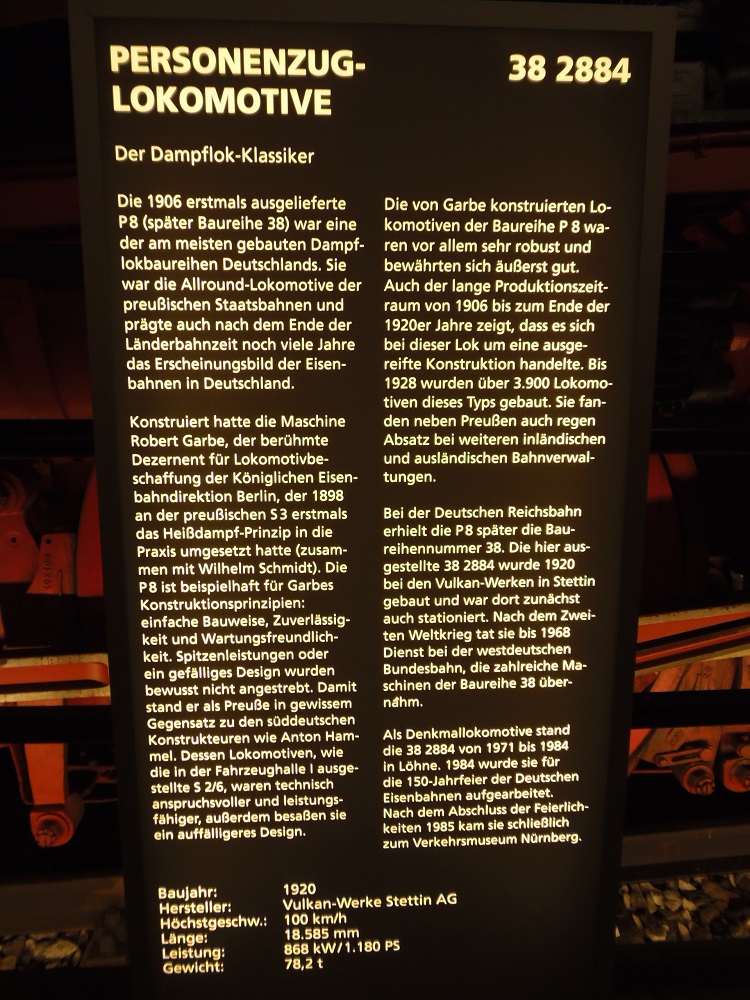 PERSONENZUG-
LOKOMOTIVE
38 2884
Der Dampflok-Klassiker
Die 1906 erstmals ausgelieferte
P8 (später Baureihe 38) war eine
der am meisten gebauten Dampf-
lokbaureihen Deutschlands. Sie
war die Allround-Lokomotive der
preußischen Staatsbahnen und
prägte auch nach dem Ende der
Länderbahnzeit noch viele Jahre
das Erscheinungsbild der Eisen-
bahnen in Deutschland.
Konstruiert hatte die Maschine
Robert Garbe, der berühmte
Dezernent für Lokomotivbe-
schaffung der Königlichen Eisen-
bahndirektion Berlin, der 1898
an der preußischen S3 erstmals
das Heißdampf-Prinzip in die
Praxis umgesetzt hatte (zusam-
men mit Wilhelm Schmidt). Die
P8 ist beispielhaft für Garbes
Konstruktionsprinzipien:
einfache Bauweise, Zuverlässig-
keit und Wartungsfreundlich-
keit. Spitzenleistungen oder
ein gefälliges Design wurden
bewusst nicht angestrebt. Damit
stand er als Preuße in gewissem
Gegensatz zu den süddeutschen
Konstrukteuren wie Anton Ham-
mel. Dessen Lokomotiven, wie
die in der Fahrzeughalle I ausge-
stellte S 2/6, waren technisch
anspruchsvoller und leistungs-
fähiger, außerdem besaßen sie
ein auffälligeres Design.
Die von Garbe konstruierten Lo-
komotiven der Baureihe P 8 wa-
ren vor allem sehr robust und
bewährten sich äußerst gut.
Auch der lange Produktionszeit-
raum von 1906 bis zum Ende der
1920er Jahre zeigt, dass es sich
bei dieser Lok um eine ausge-
reifte Konstruktion handelte. Bis
1928 wurden über 3.900 Lokomo-
tiven dieses Typs gebaut. Sie fan-
den neben Preußen auch regen
Absatz bei weiteren inländischen
und ausländischen Bahnverwal-
tungen.
Bei der Deutschen Reichsbahn
erhielt die P8 später die Bau-
reihennummer 38. Die hier aus-
gestellte 38 2884 wurde 1920
bei den Vulkan-Werken in Stettin
gebaut und war dort zunächst
auch stationiert. Nach dem Zwei-
ten Weltkrieg tat sie bis 1968
Dienst bei der westdeutschen
Bundesbahn, die zahlreiche Ma-
schinen der Baureihe 38 über-
nahm.
Als Denkmallokomotive stand
die 38 2884 von 1971 bis 1984
in Löhne. 1984 wurde sie für
die 150-Jahrfeier der Deutschen
Eisenbahnen aufgearbeitet.
Nach dem Abschluss der Feierlich-
keiten 1985 kam sie schließlich
zum Verkehrsmuseum Nürnberg.
Baujahr: 1920
Hersteller: Vulkan-Werke Stettin AG
Höchstgeschw.: 100 km/h
Länge: 18.585 mm
Leistung: 868 kW/1.180 PS
Gewicht: 78,2 t